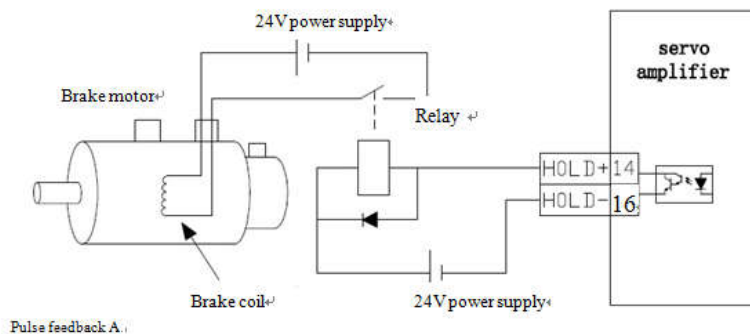 24V power supply
servo
amplifier
Brake motor
Relay
HOLD+ 14
HOLD- 16
Brake coil
24V power supply
Pulse feedback A